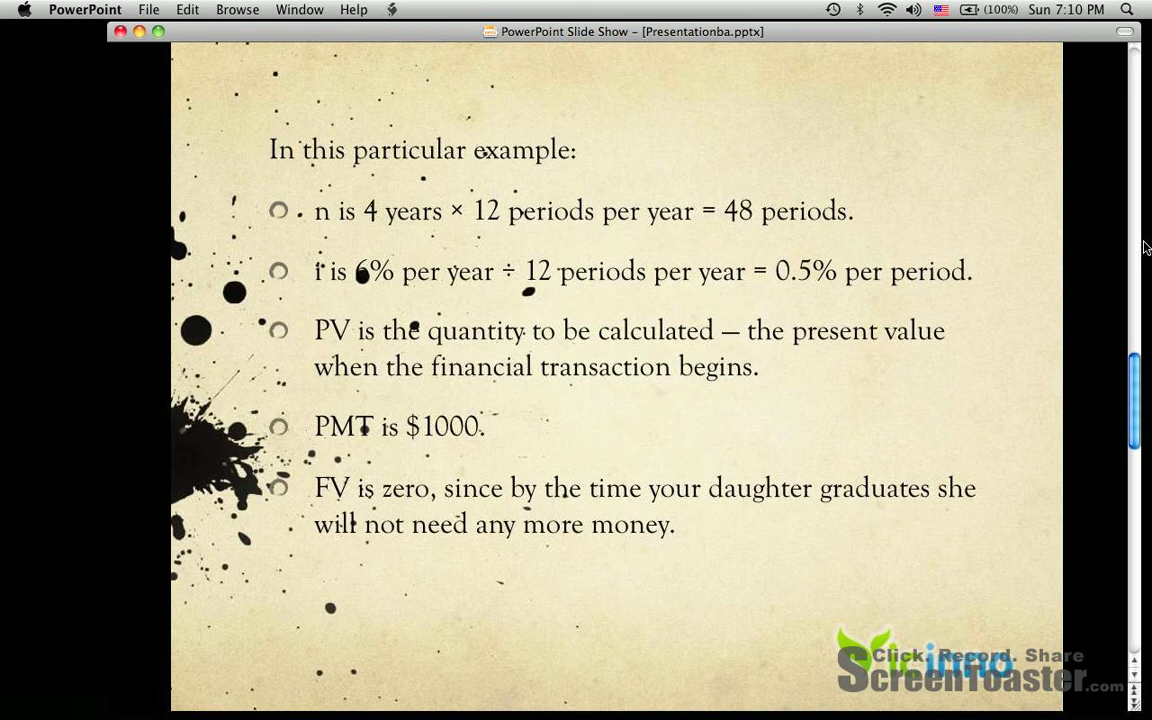 PowerPoint File Edit Browse Window Help (100%) Sun 7:10 PM
PowerPoint Slide Show – [Presentationba.pptx]
In this particular example:
n is 4 years × 12 periods per year = 48 periods.
i is 6% per year ÷ 12 periods per year = 0.5% per period.
PV is the quantity to be calculated — the present value
when the financial transaction begins.
PMT is $1000.
FV is zero, since by the time your daughter graduates she
will not need any more money.
Click. Record. Share
ScreenToaster.com